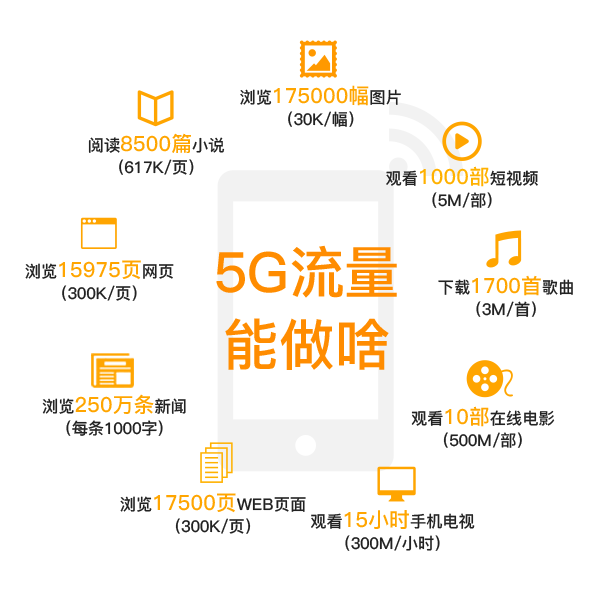 浏览175000幅图片
（30K/幅）
阅读8500篇小说
（617K/页）
观看1000部短视频
（5M/部）
浏览15975页网页
（300K/页）
5G流量
能做啥
下载1700首歌曲
（3M/首）
浏览250万条新闻
（每条1000字）
观看10部在线电影
（500M/部）
浏览17500页WEB页面
（300K/页）
观看15小时手机电视
（300M/小时）